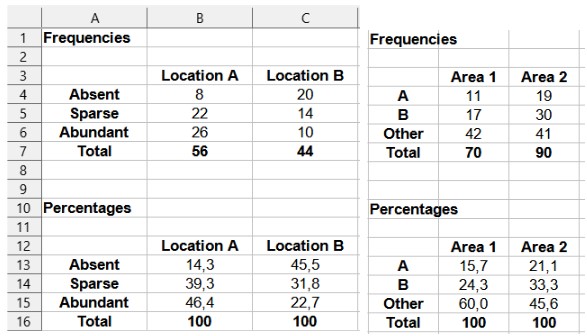 A B C
1 Frequencies
2
3 Location A Location B
4 Absent 8 20
5 Sparse 22 14
6 Abundant 26 10
7 Total 56 44
8
9
10 Percentages
11
12 Location A Location B
13 Absent 14,3 45,5
14 Sparse 39,3 31,8
15 Abundant 46,4 22,7
16 Total 100 100
Frequencies
Area 1 Area 2
A 11 19
B 17 30
Other 42 41
Total 70 90
Percentages
Area 1 Area 2
A 15,7 21,1
B 24,3 33,3
Other 60,0 45,6
Total 100 100